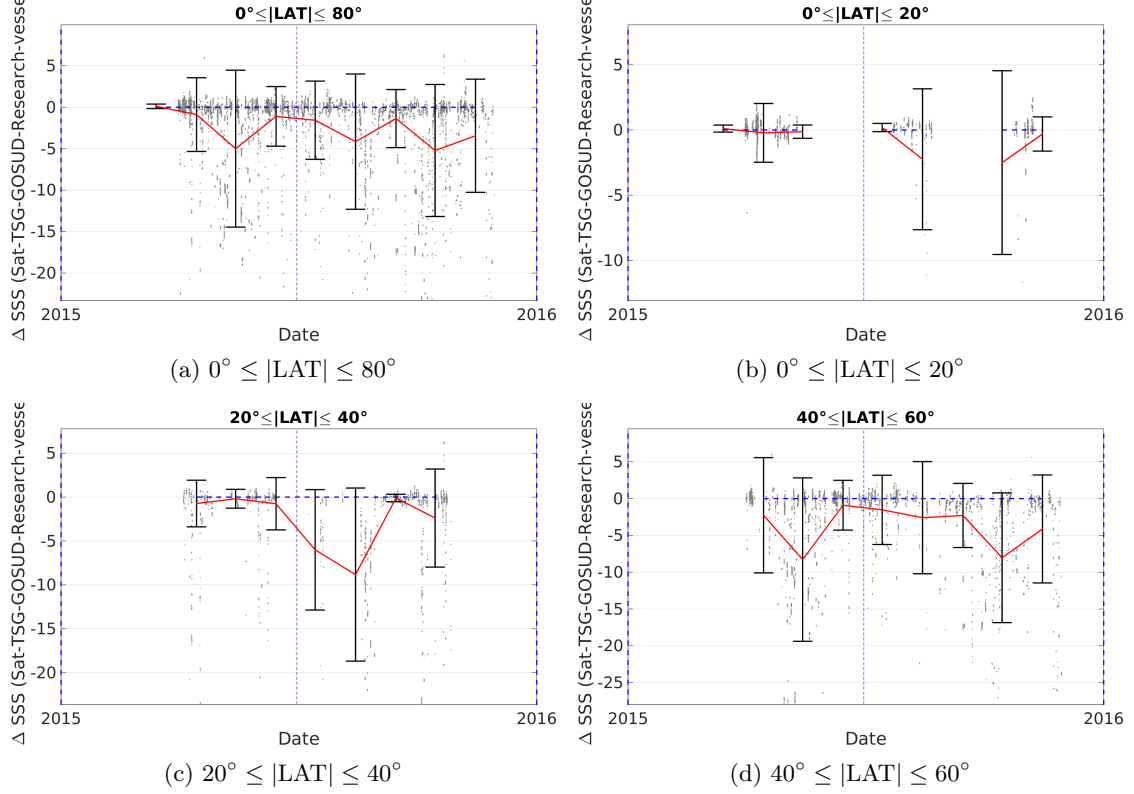 0°≤|LAT|≤ 80°
Δ SSS (Sat-TSG-GOSUD-Research-vesse
5
0
-5
-10
-15
-20
2015
2016
Date
(a) 0° ≤ |LAT| ≤ 80°
0°≤|LAT|≤ 20°
Δ SSS (Sat-TSG-GOSUD-Research-vessel
5
0
-5
-10
2015
2016
Date
(b) 0° ≤ |LAT| ≤ 20°
20°≤|LAT|≤ 40°
Δ SSS (Sat-TSG-GOSUD-Research-vesse
5
0
-5
-10
-15
-20
2015
2016
Date
(c) 20° ≤ |LAT| ≤ 40°
40°≤|LAT|≤ 60°
Δ SSS (Sat-TSG-GOSUD-Research-vesse
5
0
-5
-10
-15
-20
-25
2015
2016
Date
(d) 40° ≤ |LAT| ≤ 60°